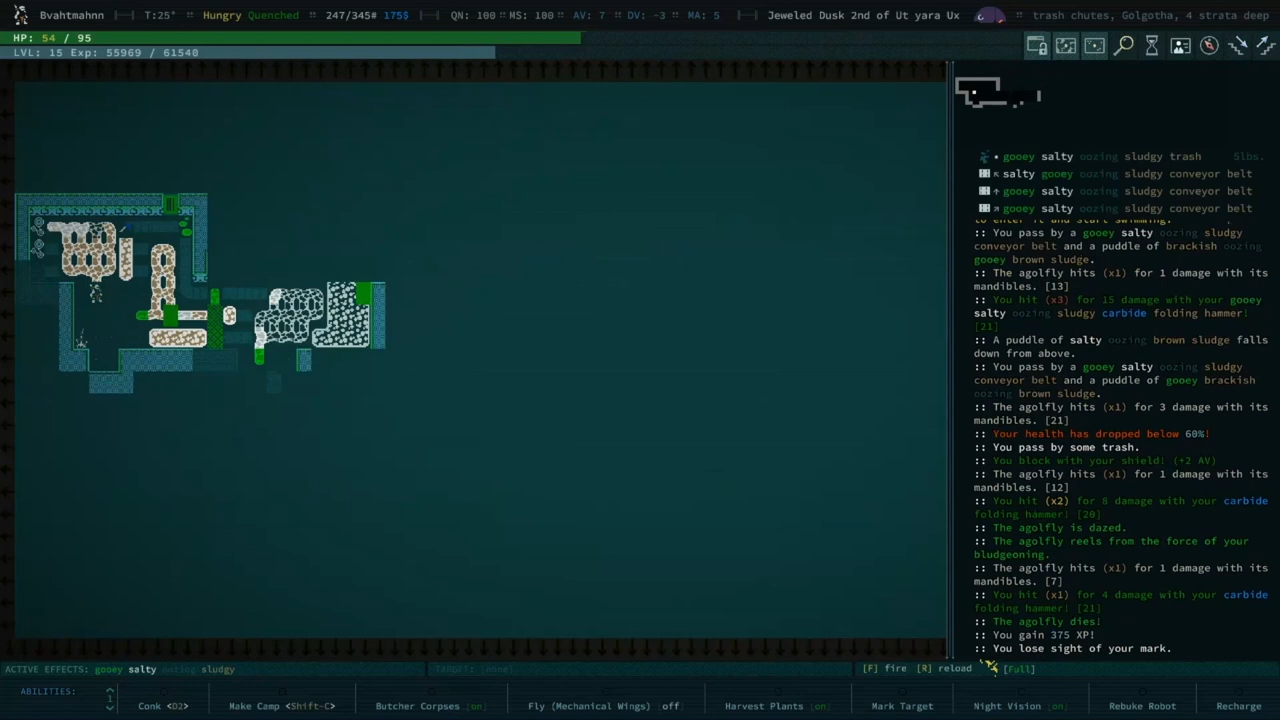 Bvahtmahnn T:25° :: Hungry Quenched :: 247/345# 175$ QN: 100 :: MS: 100 :: AV: 7 :: DV: -3 :: MA: 5 Jeweled Dusk 2nd of Ut yara Ux :: trash chutes, Golgotha, 4 strata deep
HP: 54 / 95
LVL: 15 Exp: 55969 / 61540
gooey salty oozing sludgy trash 5lbs.
salty gooey oozing sludgy conveyor belt
gooey salty oozing sludgy conveyor belt
gooey salty oozing sludgy conveyor belt
to enter it and start swimming.
:: You pass by a gooey salty oozing sludgy
conveyor belt and a puddle of brackish oozing
gooey brown sludge.
:: The agolfly hits (x1) for 1 damage with its
mandibles. [13]
:: You hit (x3) for 15 damage with your gooey
salty oozing sludgy carbide folding hammer!
[21]
:: A puddle of salty oozing brown sludge falls
down from above.
:: You pass by a gooey salty oozing sludgy
conveyor belt and a puddle of gooey brackish
oozing brown sludge.
:: The agolfly hits (x1) for 3 damage with its
mandibles. [21]
:: Your health has dropped below 60%!
:: You pass by some trash.
:: You block with your shield! (+2 AV)
:: The agolfly hits (x1) for 1 damage with its
mandibles. [12]
:: You hit (x2) for 8 damage with your carbide
folding hammer! [20]
:: The agolfly is dazed.
:: The agolfly reels from the force of your
bludgeoning.
:: The agolfly hits (x1) for 1 damage with its
mandibles. [7]
:: You hit (x1) for 4 damage with your carbide
folding hammer! [21]
:: The agolfly dies!
:: You gain 375 XP!
:: You lose sight of your mark.
ACTIVE EFFECTS: gooey salty oozing sludgy TARGET: [none] [F] fire [R] reload [Full]
ABILITIES: 1 Conk <O2> Make Camp <Shift-C> Butcher Corpses [on] Fly (Mechanical Wings) [off] Harvest Plants [on] Mark Target Night Vision [on] Rebuke Robot Recharge